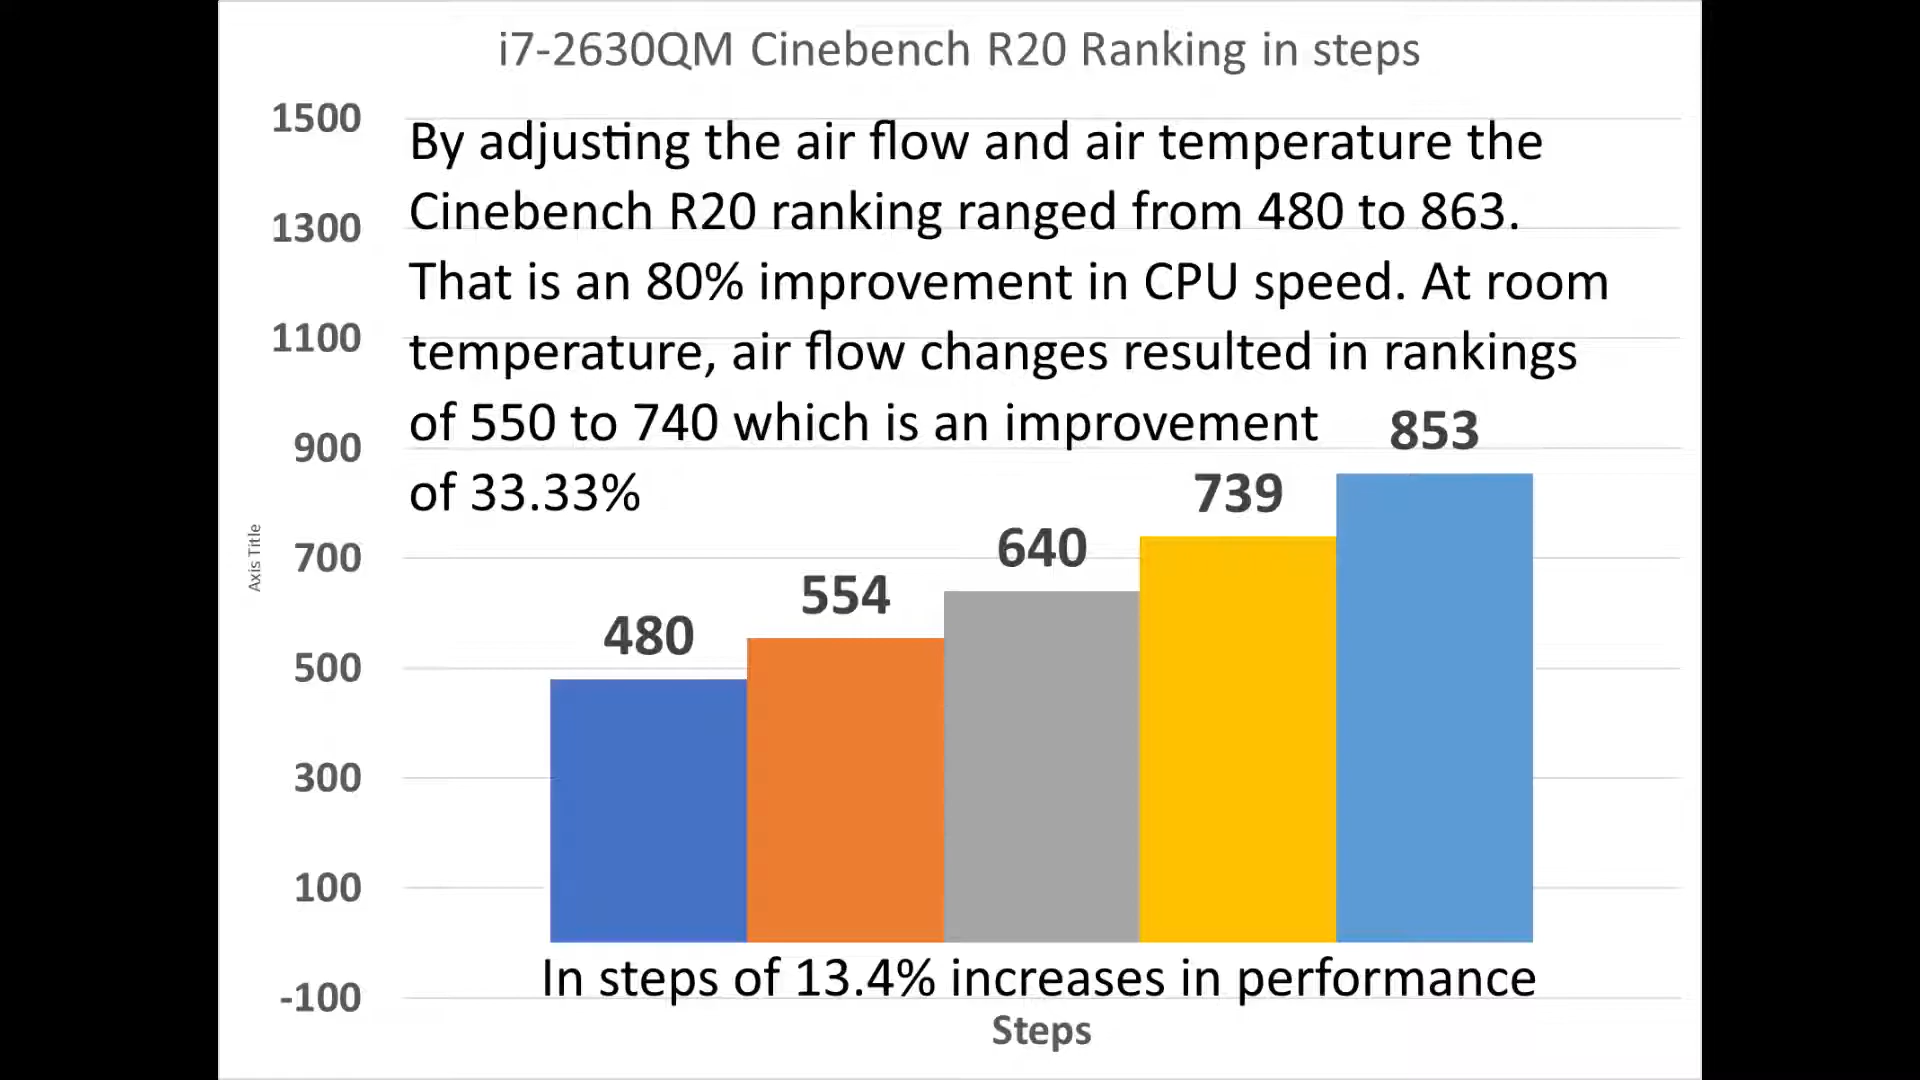 i7-2630QM Cinebench R20 Ranking in steps
1500
By adjusting the air flow and air temperature the
Cinebench R20 ranking ranged from 480 to 863.
1300
That is an 80% improvement in CPU speed. At room
1100
temperature, air flow changes resulted in rankings
of 550 to 740 which is an improvement
853
900
of 33.33%
739
Axis Title
700
640
554
500
480
300
100
In steps of 13.4% increases in performance
-100
Steps